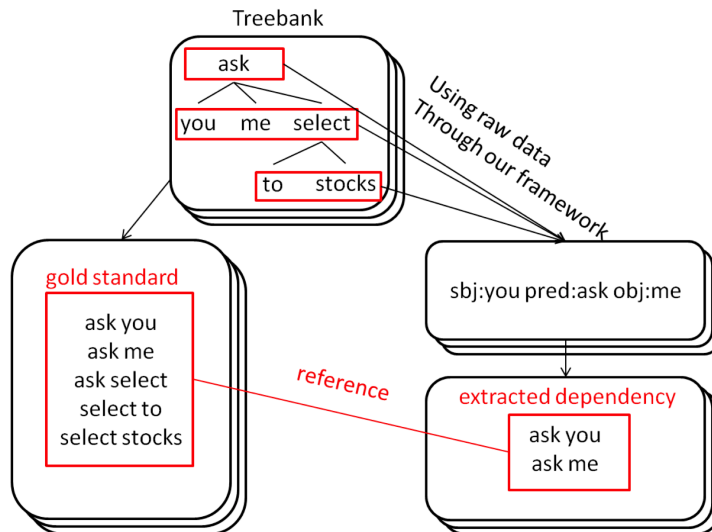 Treebank
ask
you me select
to stocks
Using raw data
Through our framework
gold standard
ask you
ask me
ask select
select to
select stocks
sbj:you pred:ask obj:me
reference
extracted dependency
ask you
ask me